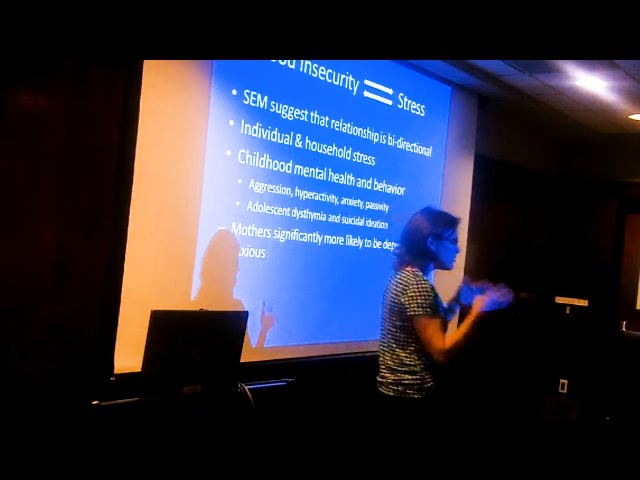 ood Insecurity Stress
SEM suggest that relationship is bi-directional
Individual & household stress
Childhood mental health and behavior
Aggression, hyperactivity, anxiety, passivity
Adolescent dysthymia and suicidal ideation
Mothers significantly more likely to be dep
xious